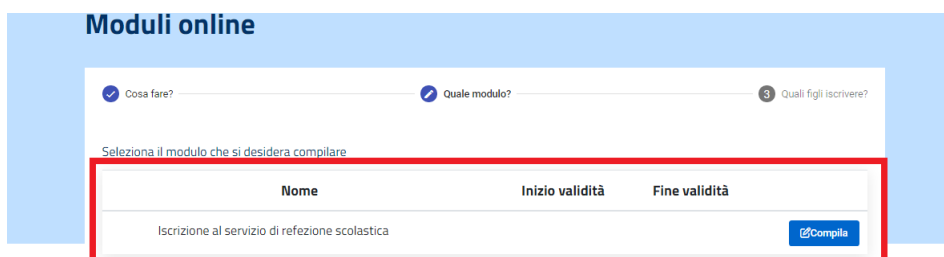 Moduli online
Cosa fare? Quale modulo? 3 Quali figli iscrivere?
Seleziona il modulo che si desidera compilare
Nome Inizio validità Fine validità
Iscrizione al servizio di refezione scolastica Compila